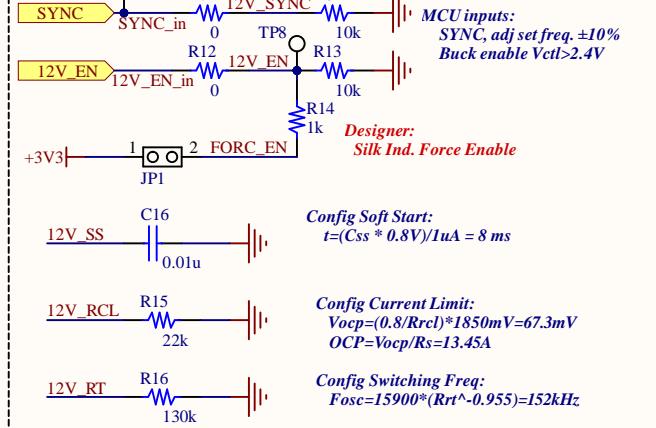 SYNC
SYNC_in
0
12V_SYNC
10k
MCU inputs:
SYNC, adj set freq. ±10%
Buck enable Vctl>2.4V
TP8
12V_EN
12V_EN_in
R12
0
12V_EN
R13
10k
R14
1k
Designer:
Silk Ind. Force Enable
+3V3
1
2
FORC_EN
JP1
C16
12V_SS
0.01u
Config Soft Start:
t=(Css * 0.8V)/1uA = 8 ms
R15
12V_RCL
22k
Config Current Limit:
Vocp=(0.8/Rrcl)*1850mV=67.3mV
OCP=Vocp/Rs=13.45A
R16
12V_RT
130k
Config Switching Freq:
Fosc=15900*(Rrt^-0.955)=152kHz